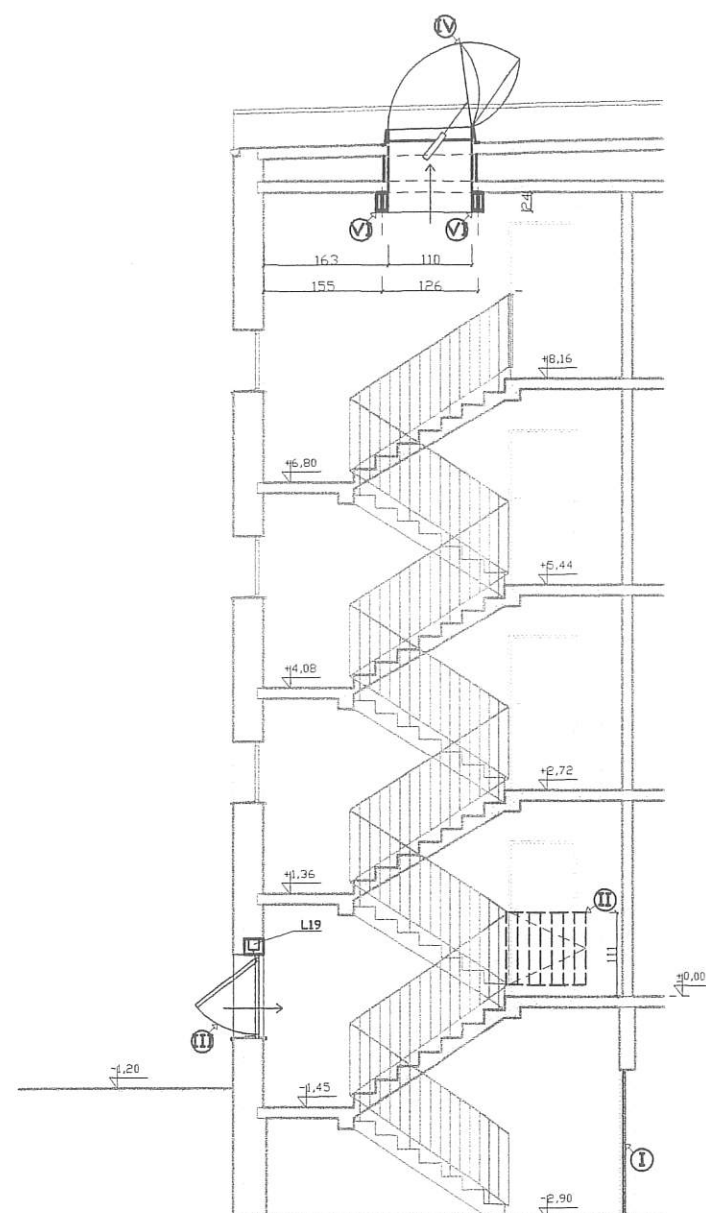 IV
24
VI
VI
163
110
155
126
+8,16
+6,80
+5,44
+4,08
+2,72
+1,36
II
L19
111
±0,00
III
-1,20
-1,45
I
-2,90